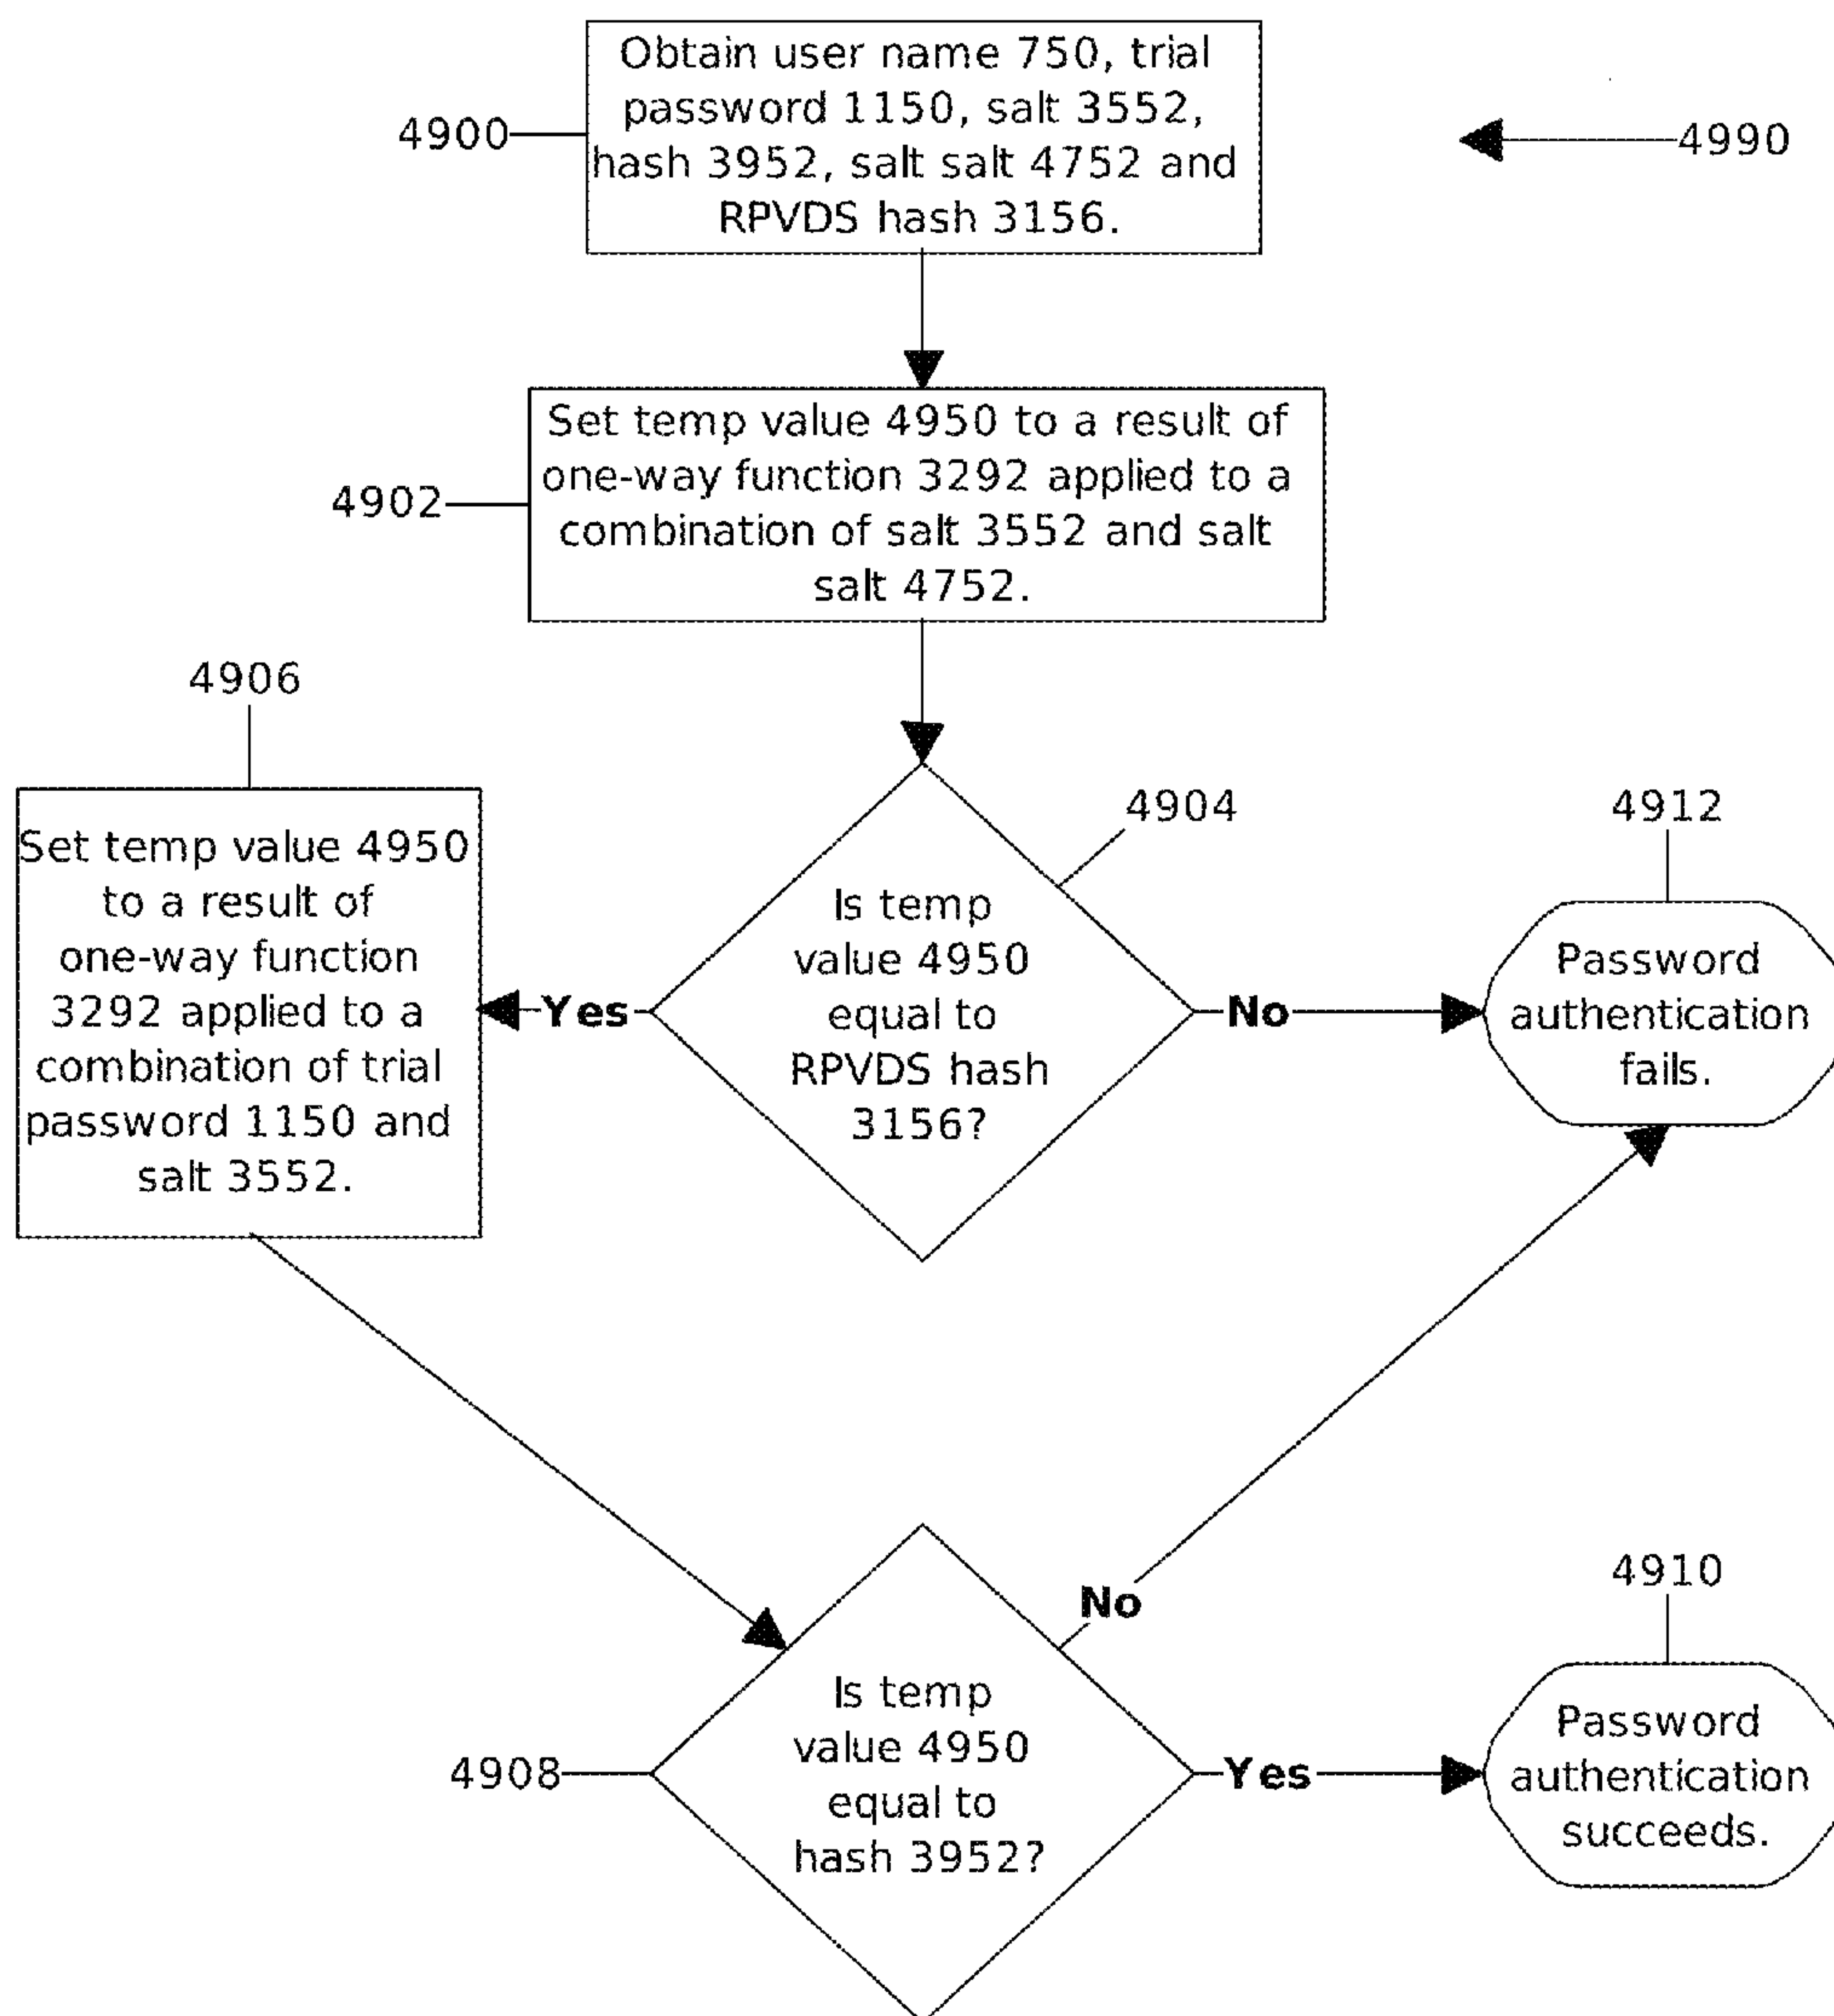 Obtain user name 750, trial
password 1150, salt 3552,
hash 3952, salt salt 4752 and
RPVDS hash 3156.
4900
4990
Set temp value 4950 to a result of
one-way function 3292 applied to a
combination of salt 3552 and salt
salt 4752.
4902
4906
Set temp value 4950
to a result of
one-way function
3292 applied to a
combination of trial
password 1150 and
salt 3552.
4904
Is temp
value 4950
equal to
RPVDS hash
3156?
Yes
No
4912
Password
authentication
fails.
4908
Is temp
value 4950
equal to
hash 3952?
No
Yes
4910
Password
authentication
succeeds.